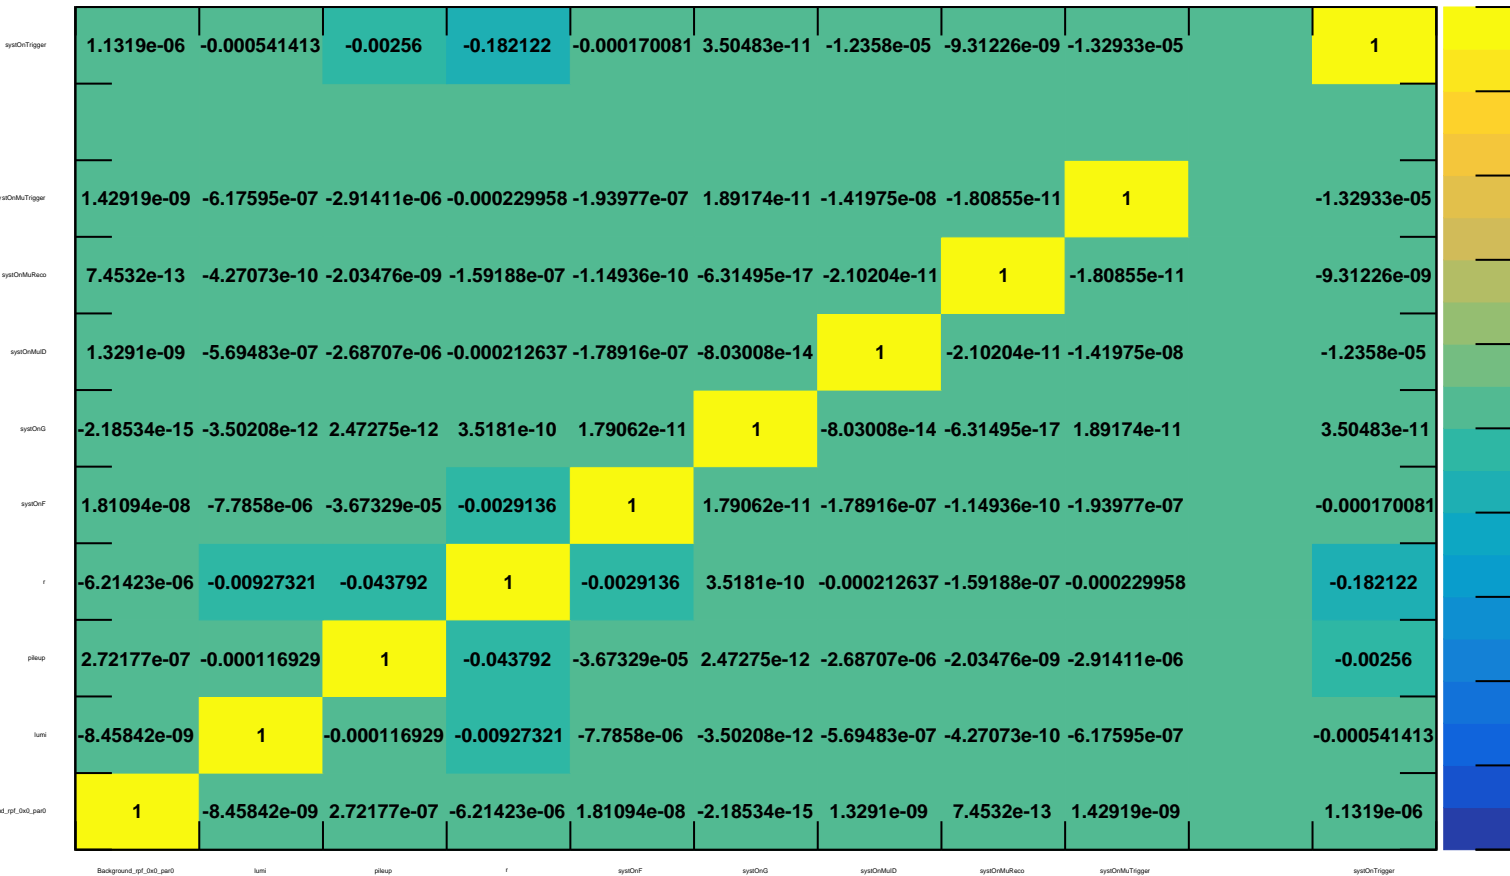 systOnTrigger 1.1319e-06 -0.000541413 -0.00256 -0.182122 -0.000170081 3.50483e-11 -1.2358e-05 -9.31226e-09 -1.32933e-05 1
stOnMuTrigger 1.42919e-09 -6.17595e-07 -2.91411e-06 -0.000229958 -1.93977e-07 1.89174e-11 -1.41975e-08 -1.80855e-11 1 -1.32933e-05
systOnMuReco 7.4532e-13 -4.27073e-10 -2.03476e-09 -1.59188e-07 -1.14936e-10 -6.31495e-17 -2.10204e-11 1 -1.80855e-11 -9.31226e-09
systOnMuID 1.3291e-09 -5.69483e-07 -2.68707e-06 -0.000212637 -1.78916e-07 -8.03008e-14 1 -2.10204e-11 -1.41975e-08 -1.2358e-05
systOnG -2.18534e-15 -3.50208e-12 2.47275e-12 3.5181e-10 1.79062e-11 1 -8.03008e-14 -6.31495e-17 1.89174e-11 3.50483e-11
systOnF 1.81094e-08 -7.7858e-06 -3.67329e-05 -0.0029136 1 1.79062e-11 -1.78916e-07 -1.14936e-10 -1.93977e-07 -0.000170081
r -6.21423e-06 -0.00927321 -0.043792 1 -0.0029136 3.5181e-10 -0.000212637 -1.59188e-07 -0.000229958 -0.182122
pileup 2.72177e-07 -0.000116929 1 -0.043792 -3.67329e-05 2.47275e-12 -2.68707e-06 -2.03476e-09 -2.91411e-06 -0.00256
lumi -8.45842e-09 1 -0.000116929 -0.00927321 -7.7858e-06 -3.50208e-12 -5.69483e-07 -4.27073e-10 -6.17595e-07 -0.000541413
d_rpf_0x0_par0 1 -8.45842e-09 2.72177e-07 -6.21423e-06 1.81094e-08 -2.18534e-15 1.3291e-09 7.4532e-13 1.42919e-09 1.1319e-06
Background_rpf_0x0_par0 lumi pileup r systOnF systOnG systOnMuID systOnMuReco systOnMuTrigger systOnTrigger